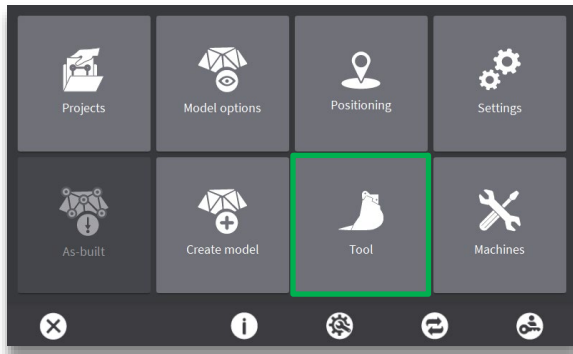 Projects
Model options
Positioning
Settings
As-built
Create model
Tool
Machines